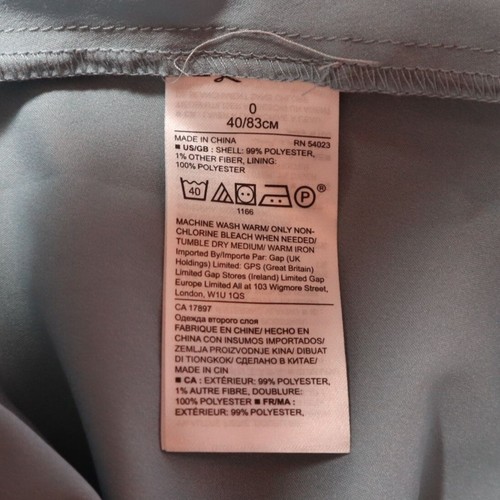 0
40/83CM
MADE IN CHINA RN 54023
■ US/GB : SHELL: 99% POLYESTER,
1% OTHER FIBER, LINING:
100% POLYESTER
40 P ®
1166
MACHINE WASH WARM/ ONLY NON-
CHLORINE BLEACH WHEN NEEDED/
TUMBLE DRY MEDIUM/ WARM IRON
Imported By/Importe Par: Gap (UK
Holdings) Limited: GPS (Great Britain)
Limited Gap Stores (Ireland) Limited Gap
Europe Limited All at 103 Wigmore Street,
London, W1U 1QS
CA 17897
Одежда второго слоя
FABRIQUE EN CHINE/ HECHO EN
CHINA CON INSUMOS IMPORTADOS/
ZEMLJA PROIZVODNJE KINA/ DIBUAT
DI TIONGKOK/ СДЕЛАНО В КИТАЕ/
MADE IN CIN
■ CA : EXTÉRIEUR: 99% POLYESTER,
1% AUTRE FIBRE, DOUBLURE:
100% POLYESTER ■ FR/MA :
EXTÉRIEUR: 99% POLYESTER,